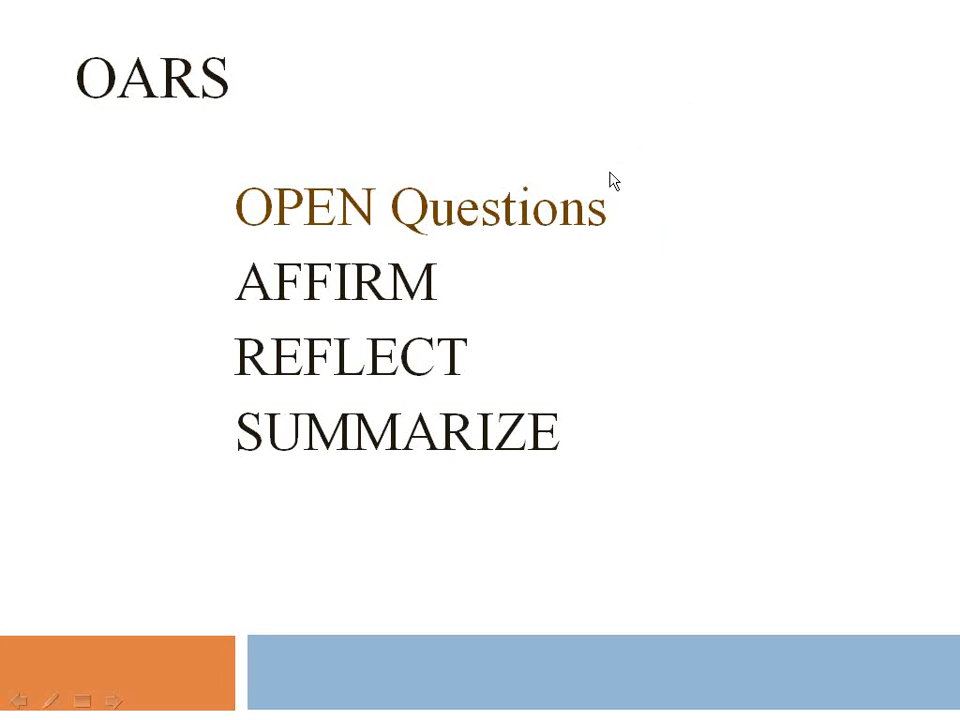 OARS
OPEN Questions
AFFIRM
REFLECT
SUMMARIZE